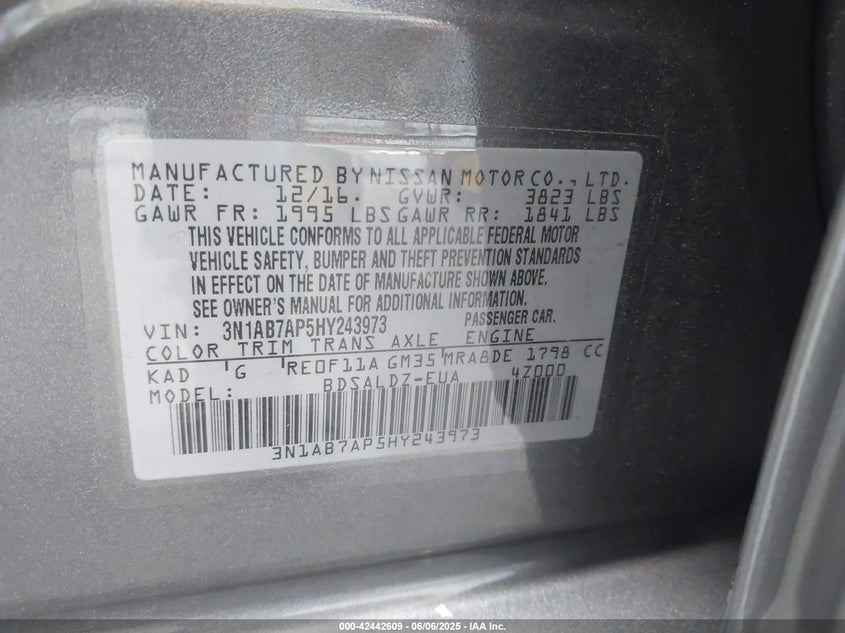 MANUFACTURED BY NISSAN MOTOR CO., LTD.
DATE: 12/16. GVWR: 3823 LBS
GAWR FR: 1995 LBS GAWR RR: 1841 LBS
THIS VEHICLE CONFORMS TO ALL APPLICABLE FEDERAL MOTOR
VEHICLE SAFETY, BUMPER AND THEFT PREVENTION STANDARDS
IN EFFECT ON THE DATE OF MANUFACTURE SHOWN ABOVE.
SEE OWNER'S MANUAL FOR ADDITIONAL INFORMATION.
VIN: 3N1AB7AP5HY243973 PASSENGER CAR.
COLOR TRIM TRANS AXLE ENGINE
KAD G RE0F11A GM35 MRA8DE 1798 CC
MODEL: BDSALDZ-EUA 4Z000
3N1AB7AP5HY243973
000-42442609 - 06/06/2025 - IAA Inc.